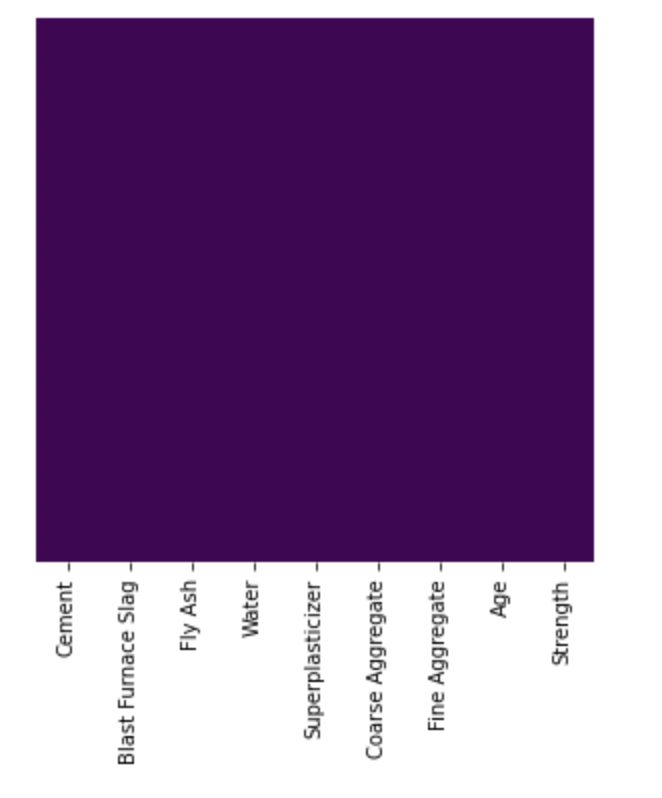 Cement
Blast Furnace Slag
Fly Ash
Water
Superplasticizer
Coarse Aggregate
Fine Aggregate
Age
Strength